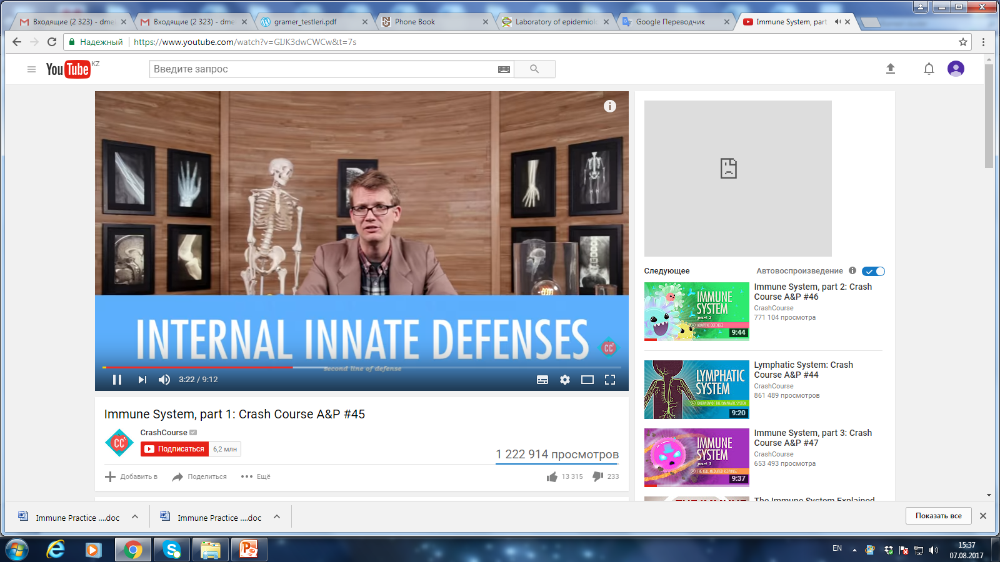 Входящие (2 323) - dme
Входящие (2 323) - dme
gramer_testleri.pdf
Phone Book
Laboratory of epidemiolo
Google Переводчик
Immune System, part
Надежный
https://www.youtube.com/watch?v=GIJK3dwCWCw&t=7s
YouTube KZ
Введите запрос
INTERNAL INNATE DEFENSES
CC
Second line of defense
3:22 / 9:12
Immune System, part 1: Crash Course A&P #45
CC
CrashCourse
Подписаться 6,2 млн
1 222 914 просмотров
Добавить в
Поделиться
Ещё
13 315
233
Следующее
Автовоспроизведение
IMMUNE
SYSTEM
part 2
ADAPTIVE DEFENSES
9:44
Immune System, part 2: Crash
Course A&P #46
CrashCourse
771 104 просмотра
LYMPHATIC
SYSTEM
OVERVIEW OF THE LYMPHATIC SYSTEM
9:20
Lymphatic System: Crash
Course A&P #44
CrashCourse
861 489 просмотров
IMMUNE
SYSTEM
part 3
THE CELL-MEDIATED RESPONSE
9:37
Immune System, part 3: Crash
Course A&P #47
CrashCourse
653 493 просмотра
The Immune System Explained
Immune Practice ....doc
Immune Practice ....doc
Показать все
EN
15:37
07.08.2017